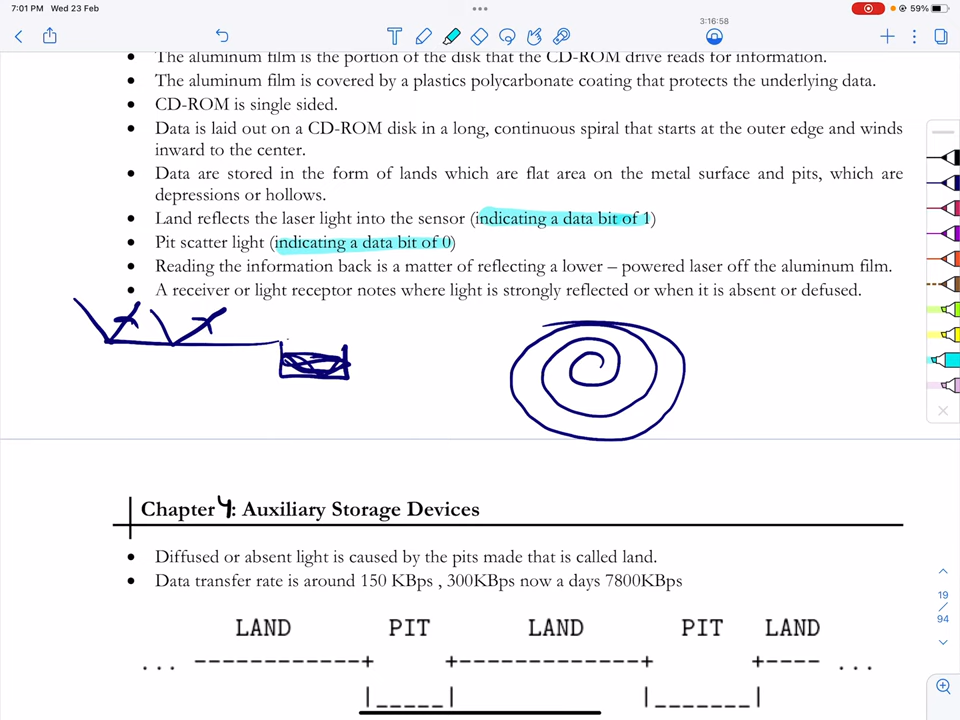 7:01 PM Wed 23 Feb
59%
3:16:58
• The aluminum film is the portion of the disk that the CD-ROM drive reads for information.
• The aluminum film is covered by a plastics polycarbonate coating that protects the underlying data.
• CD-ROM is single sided.
• Data is laid out on a CD-ROM disk in a long, continuous spiral that starts at the outer edge and winds
inward to the center.
• Data are stored in the form of lands which are flat area on the metal surface and pits, which are
depressions or hollows.
• Land reflects the laser light into the sensor (indicating a data bit of 1)
• Pit scatter light (indicating a data bit of 0)
• Reading the information back is a matter of reflecting a lower – powered laser off the aluminum film.
• A receiver or light receptor notes where light is strongly reflected or when it is absent or defused.
Chapter 4: Auxiliary Storage Devices
• Diffused or absent light is caused by the pits made that is called land.
• Data transfer rate is around 150 KBps , 300KBps now a days 7800KBps
LAND PIT LAND PIT LAND
... ------------+ +-------------+ +---- ...
|_____| |_______|
19
/
94